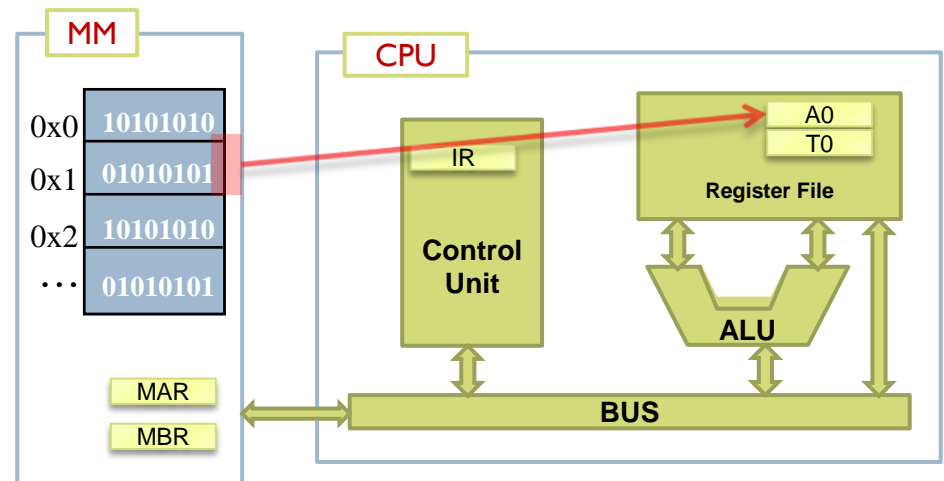 MM
0x0 10101010
0x1 01010101
0x2 10101010
... 01010101
MAR
MBR
CPU
IR
Control
Unit
A0
T0
Register File
ALU
BUS